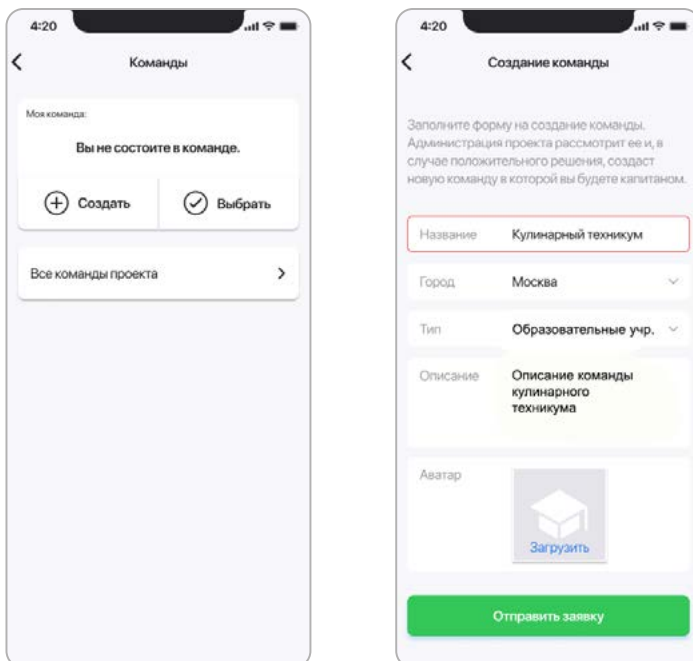 4:20
Команды
Моя команда:
Вы не состоите в команде.
Создать
Выбрать
Все команды проекта
4:20
Создание команды
Заполните форму на создание команды.
Администрация проекта рассмотрит ее и, в
случае положительного решения, создаст
новую команду в которой вы будете капитаном.
Название Кулинарный техникум
Город Москва
Тип Образовательные учр.
Описание Описание команды
кулинарного
техникума
Аватар
Загрузить
Отправить заявку